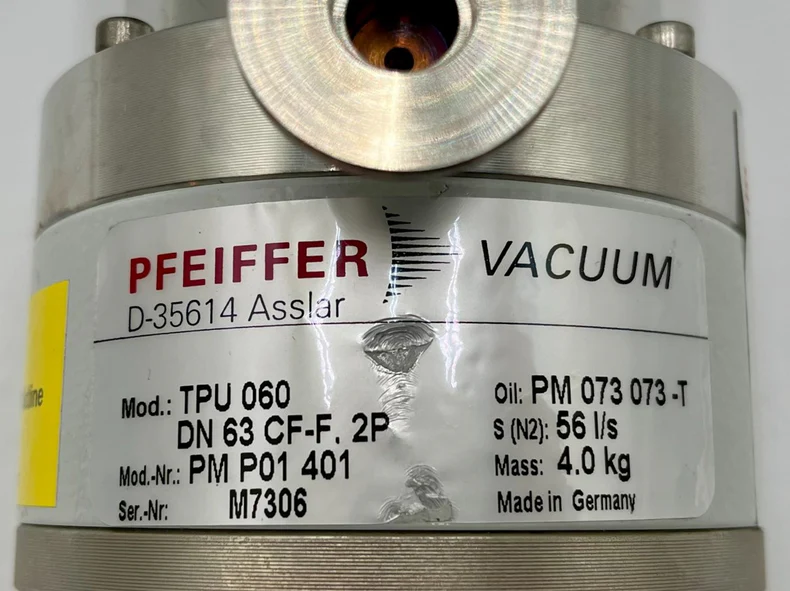 PFEIFFER VACUUM
D-35614 Asslar
Mod.: TPU 060
DN 63 CF-F, 2P
Mod.-Nr.: PM P01 401
Ser.-Nr: M7306
Oil: PM 073 073 -T
S (N2): 56 l/s
Mass: 4.0 kg
Made in Germany